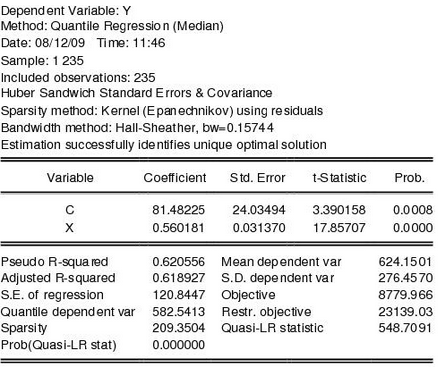 Dependent Variable: Y
Method: Quantile Regression (Median)
Date: 08/12/09 Time: 11:46
Sample: 1 235
Included observations: 235
Huber Sandwich Standard Errors & Covariance
Sparsity method: Kernel (Epanechnikov) using residuals
Bandwidth method: Hall-Sheather, bw=0.15744
Estimation successfully identifies unique optimal solution
Variable Coefficient Std. Error t-Statistic Prob.
C 81.48225 24.03494 3.390158 0.0008
X 0.560181 0.031370 17.85707 0.0000
Pseudo R-squared 0.620556 Mean dependent var 624.1501
Adjusted R-squared 0.618927 S.D. dependent var 276.4570
S.E. of regression 120.8447 Objective 8779.966
Quantile dependent var 582.5413 Restr. objective 23139.03
Sparsity 209.3504 Quasi-LR statistic 548.7091
Prob(Quasi-LR stat) 0.000000